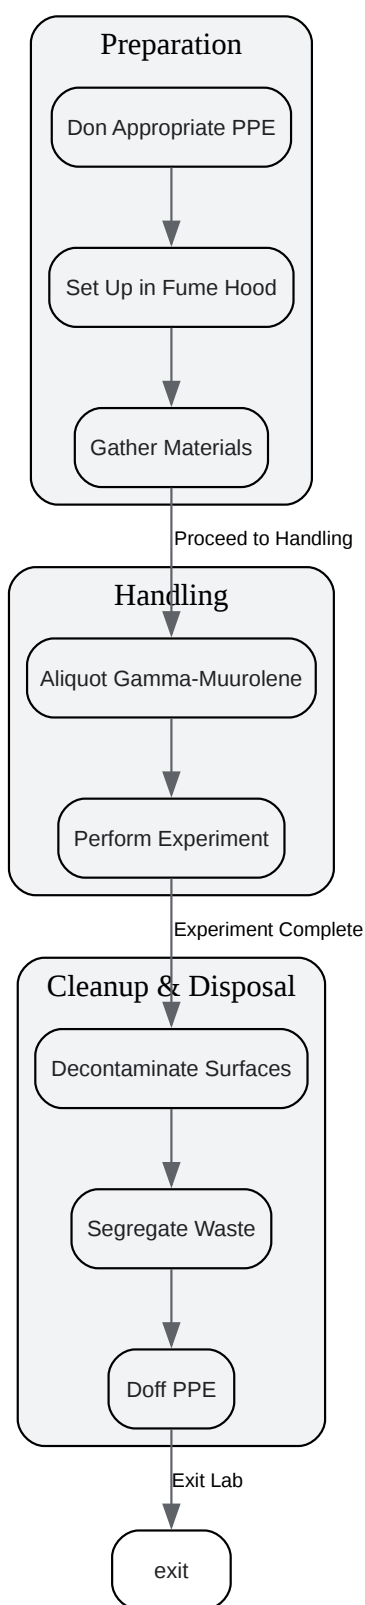 Preparation
Don Appropriate PPE
Set Up in Fume Hood
Gather Materials
Proceed to Handling
Handling
Aliquot Gamma-Muurolene
Perform Experiment
Experiment Complete
Cleanup & Disposal
Decontaminate Surfaces
Segregate Waste
Doff PPE
Exit Lab
exit